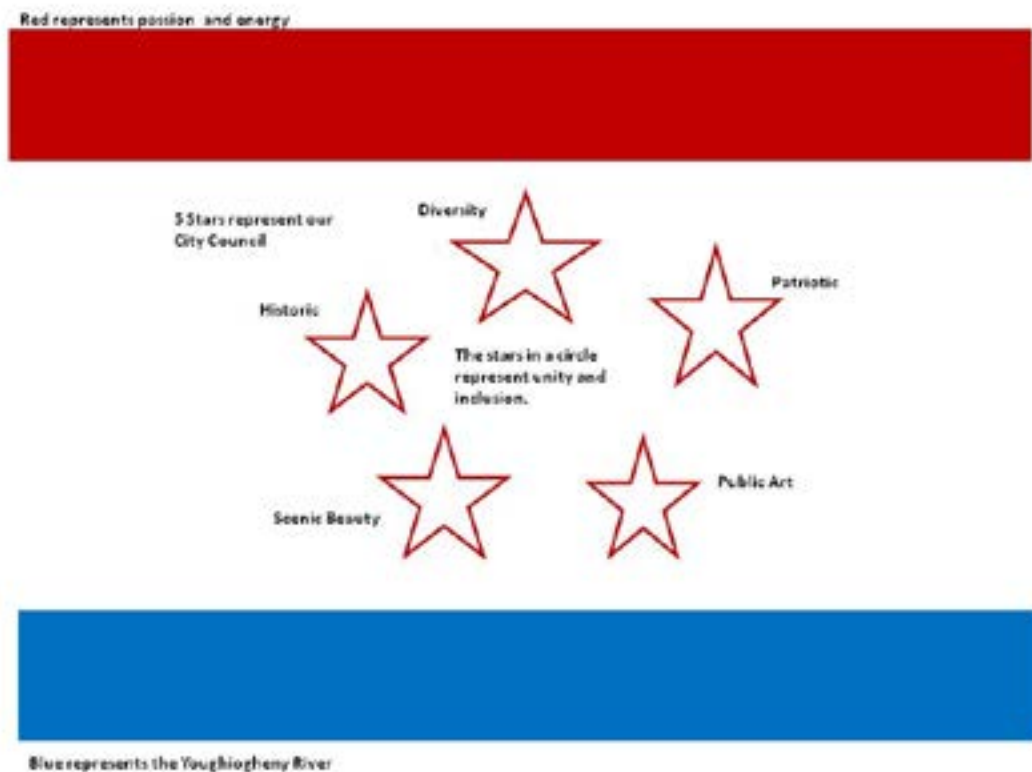 Red represents passion and energy
5 Stars represent our
City Council
Diversity
Patriotic
Historic
The stars in a circle
represent unity and
inclusion.
Public Art
Scenic Beauty
Blue represents the Youghiogheny River